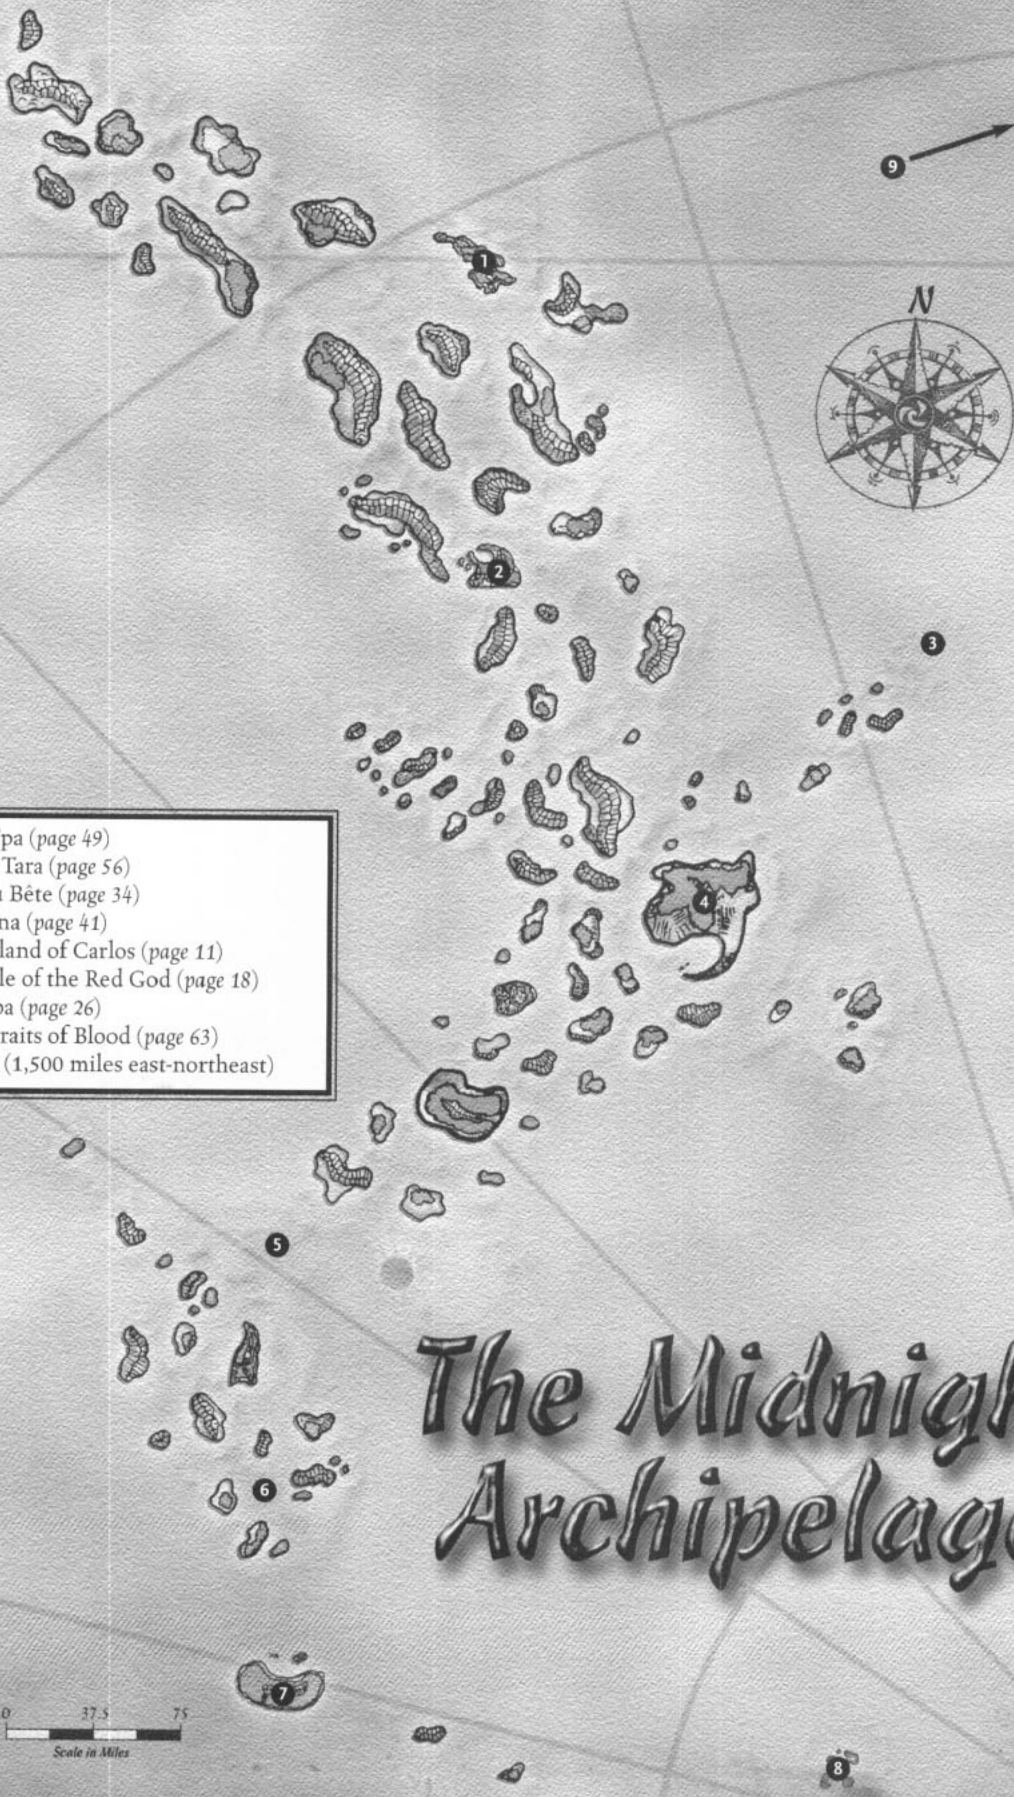 9
1
N
2
3
pa (page 49)
Tara (page 56)
Bête (page 34)
na (page 41)
land of Carlos (page 11)
le of the Red God (page 18)
ba (page 26)
raits of Blood (page 63)
(1,500 miles east-northeast)
4
5
The Midnigh
Archipelag
6
7
0 37.5 75
Scale in Miles
8